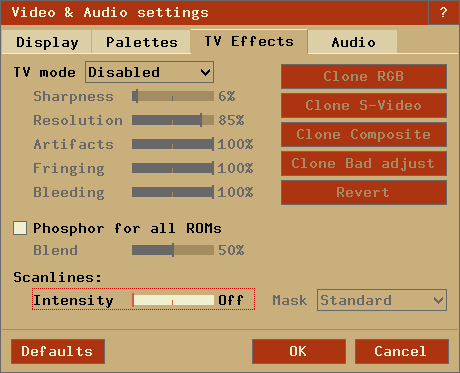 Video & Audio settings ?
Display Palettes TV Effects Audio
TV mode Disabled Clone RGB
Sharpness 6% Clone S-Video
Resolution 85% Clone Composite
Artifacts 100% Clone Bad adjust
Fringing 100% Revert
Bleeding 100%
Phosphor for all ROMs
Blend 50%
Scanlines:
Intensity Off Mask Standard
Defaults OK Cancel